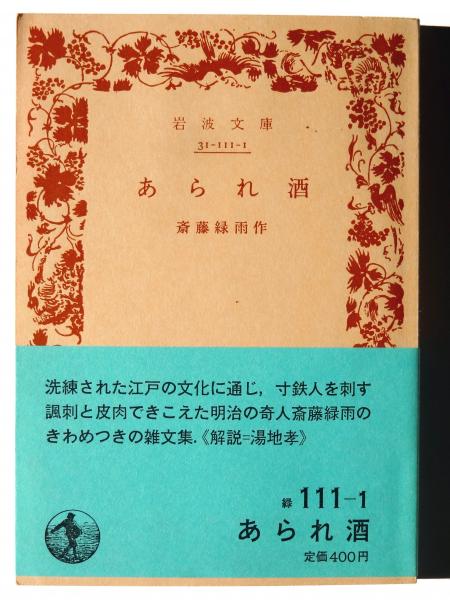 岩波文庫
31-111-1
あられ酒
斎藤緑雨作
洗練された江戸の文化に通じ，寸鉄人を刺す
諷刺と皮肉できこえた明治の奇人斎藤緑雨の
きわめつきの雑文集.《解説=湯地孝》
緑 111-1
あられ酒
定価400円